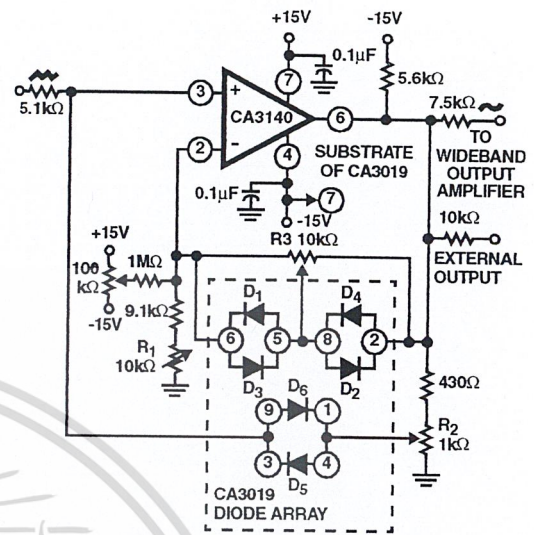 +15V
-15V
0.1µF
5.6kΩ
7
3
+
5.1kΩ
CA3140
6
7.5kΩ
2
-
4
SUBSTRATE
OF CA3019
TO
WIDEBAND
OUTPUT
AMPLIFIER
0.1µF
7
-15V
10kΩ
EXTERNAL
OUTPUT
R3 10kΩ
+15V
100
kΩ
1MΩ
-15V
9.1kΩ
R1
10kΩ
D1
D4
6
5
8
2
D3
D2
430Ω
9
D6
1
R2
1kΩ
3
D5
4
CA3019
DIODE ARRAY